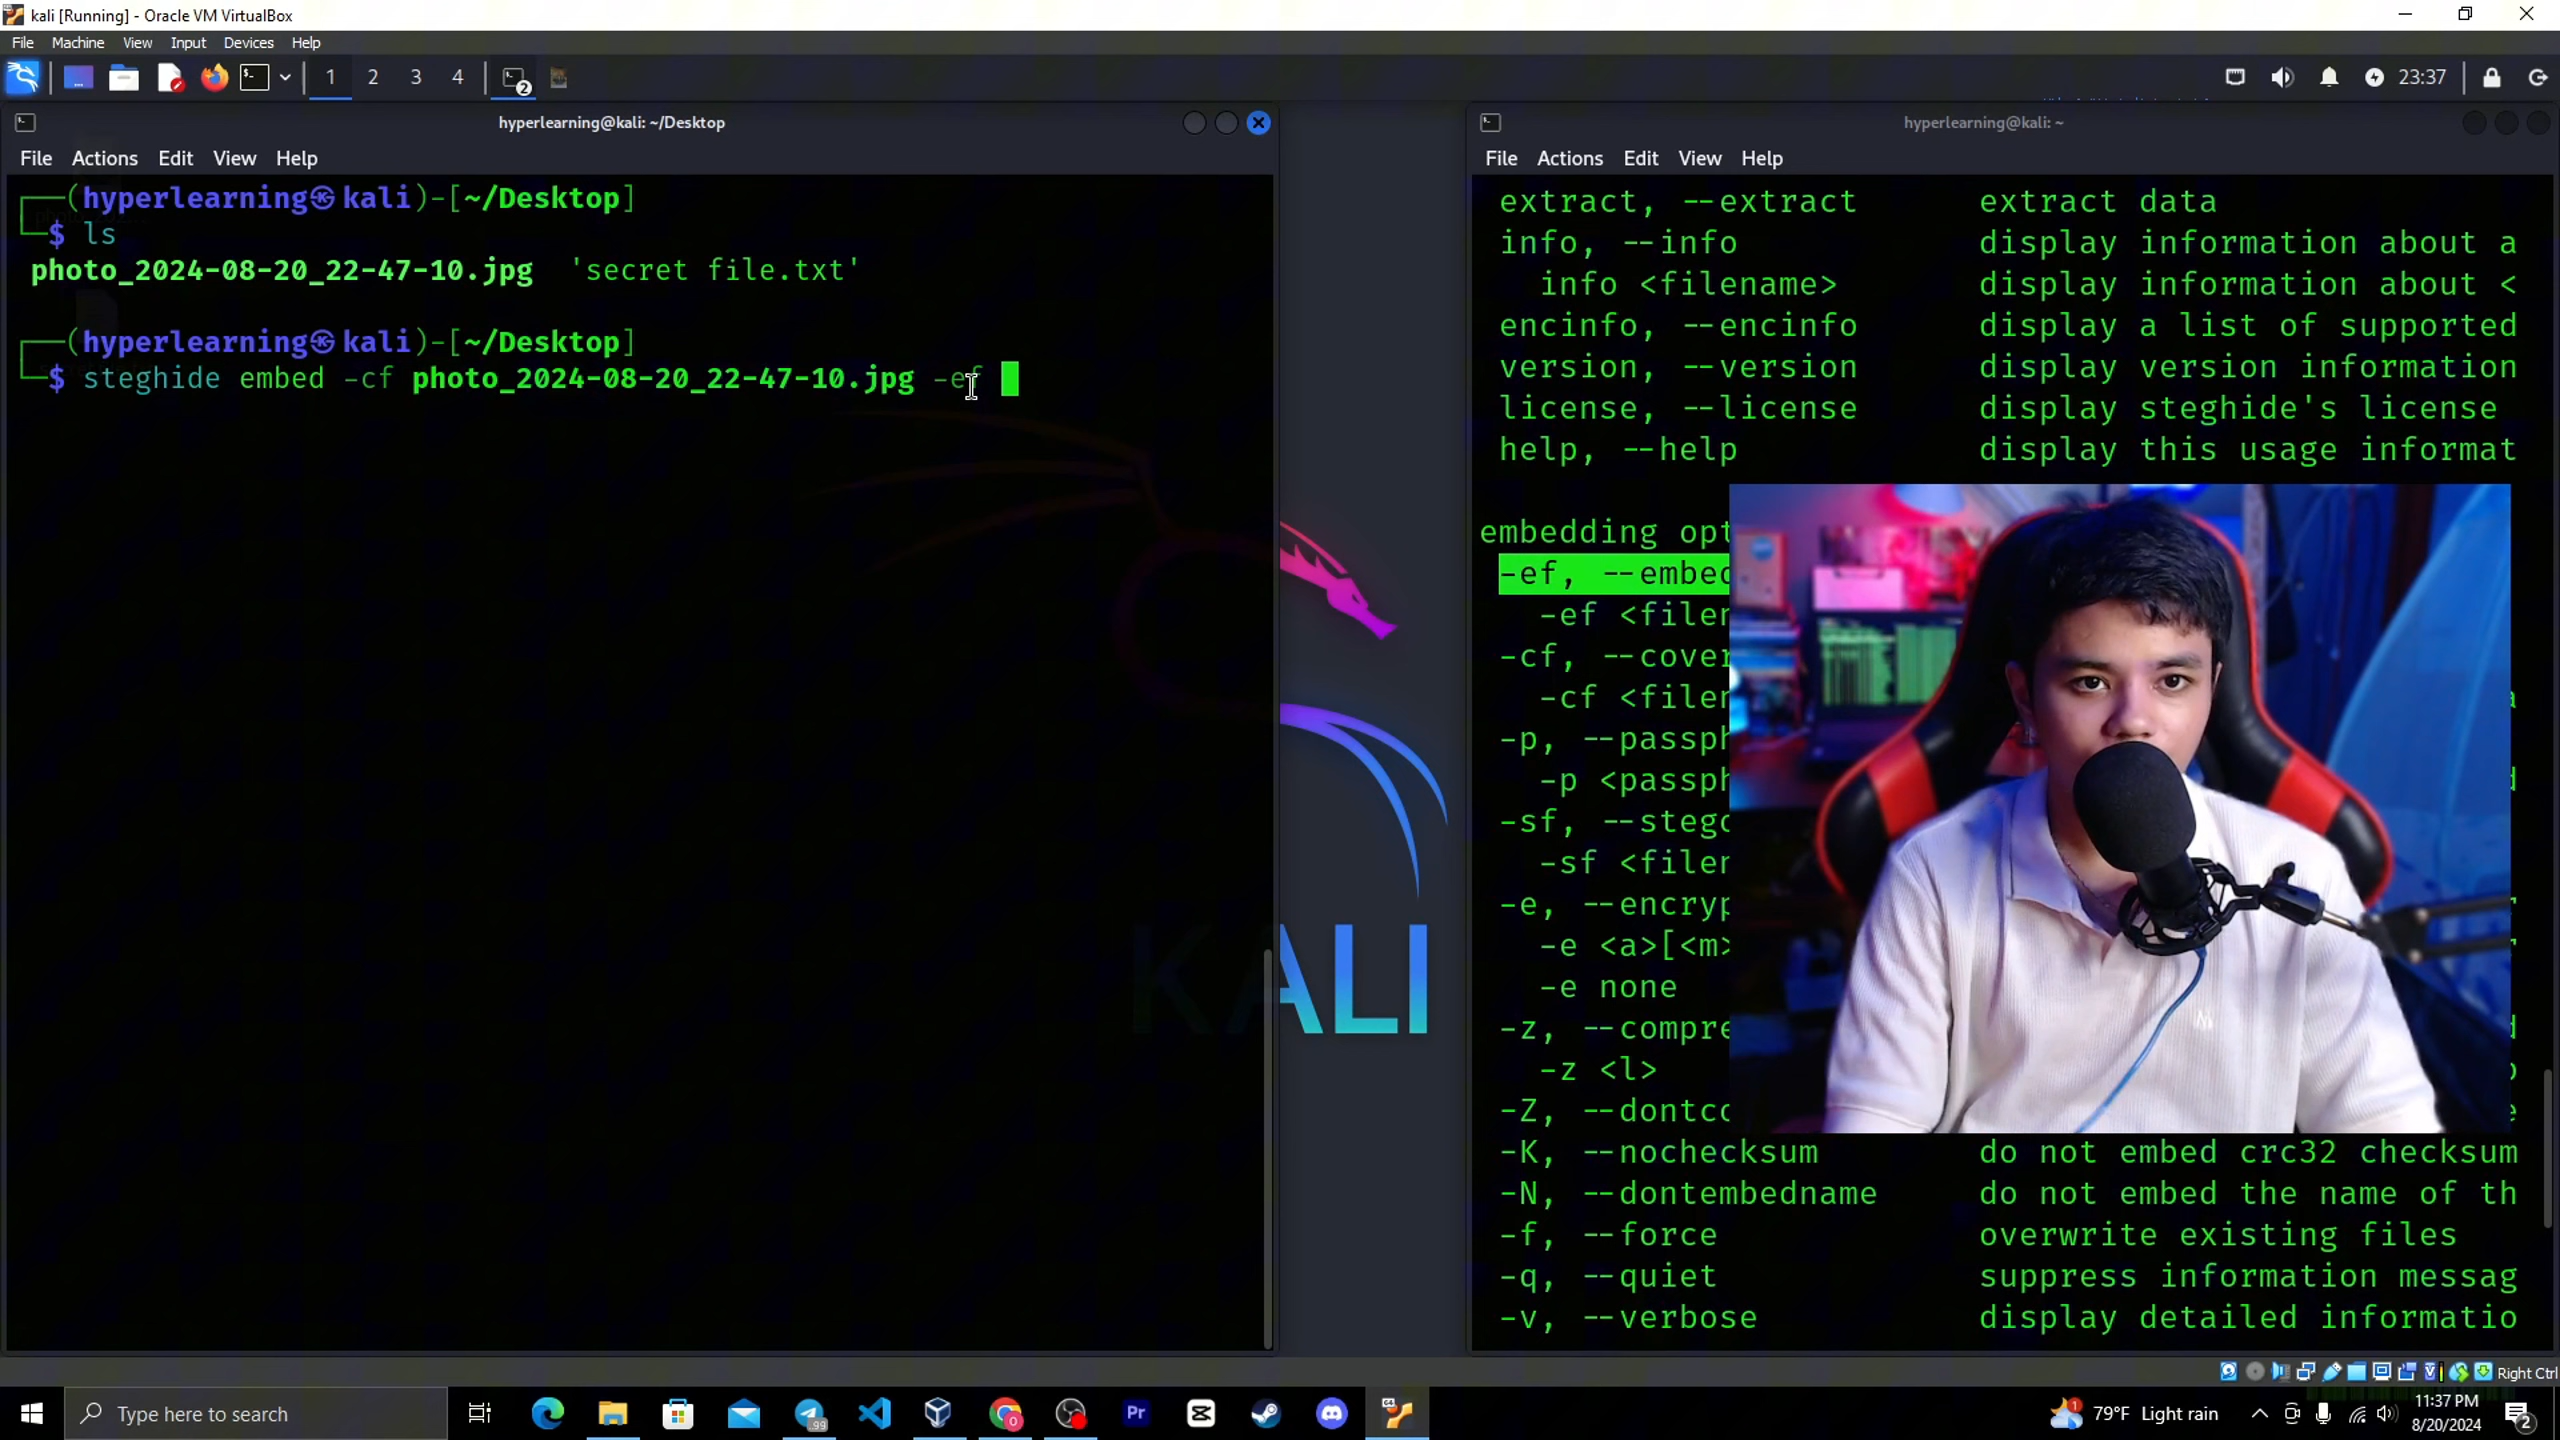 kali [Running] - Oracle VM VirtualBox
File Machine View Input Devices Help
1 2 3 4
2
23:37
hyperlearning@kali: ~/Desktop
File Actions Edit View Help
(hyperlearning㉿kali)-[~/Desktop]
$ ls
photo_2024-08-20_22-47-10.jpg 'secret file.txt'
(hyperlearning㉿kali)-[~/Desktop]
$ steghide embed -cf photo_2024-08-20_22-47-10.jpg -ef
KALI
hyperlearning@kali: ~
File Actions Edit View Help
extract, --extract extract data
info, --info display information about a
info <filename> display information about <
encinfo, --encinfo display a list of supported
version, --version display version information
license, --license display steghide's license
help, --help display this usage informat
embedding opt
-ef, --embed
-ef <filen
-cf, --cover
-cf <filen
-p, --passph
-p <passph
-sf, --stego
-sf <filen
-e, --encryp
-e <a>[<m>
-e none
-z, --compre
-z <l>
-Z, --dontco
-K, --nochecksum do not embed crc32 checksum
-N, --dontembedname do not embed the name of th
-f, --force overwrite existing files
-q, --quiet suppress information messag
-v, --verbose display detailed informatio
Right Ctrl
Type here to search
99
Pr
79°F Light rain
11:37 PM
8/20/2024
2